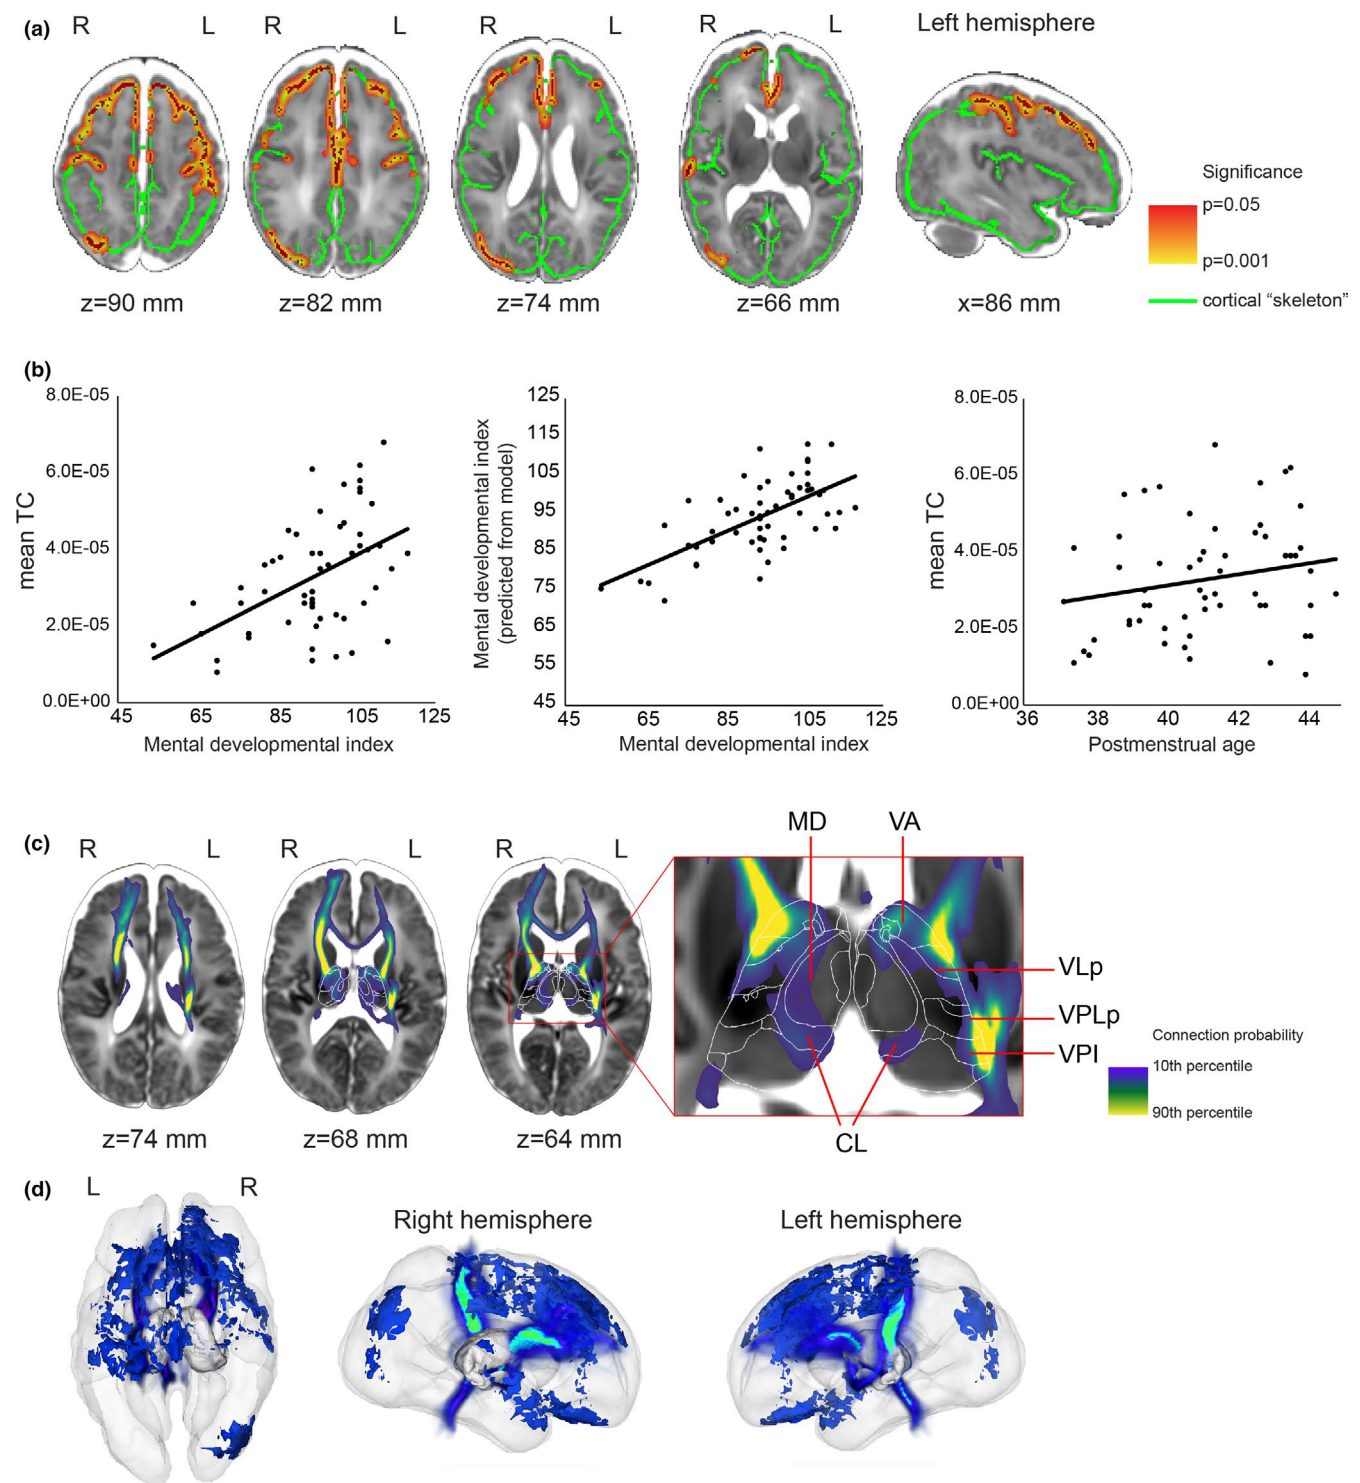 (a) R L R L R L R L Left hemisphere
Significance
p=0.05
p=0.001
cortical “skeleton”
z=90 mm z=82 mm z=74 mm z=66 mm x=86 mm
(b)
8.0E-05
6.0E-05
4.0E-05
2.0E-05
0.0E+00
mean TC
45 65 85 105 125
Mental developmental index
125
115
105
95
85
75
65
55
45
Mental developmental index
(predicted from model)
45 65 85 105 125
Mental developmental index
8.0E-05
6.0E-05
4.0E-05
2.0E-05
0.0E+00
mean TC
36 38 40 42 44
Postmenstrual age
(c) R L R L R L
MD VA
VLp
VPLp
VPI
CL
Connection probability
10th percentile
90th percentile
z=74 mm z=68 mm z=64 mm
(d) L R
Right hemisphere Left hemisphere